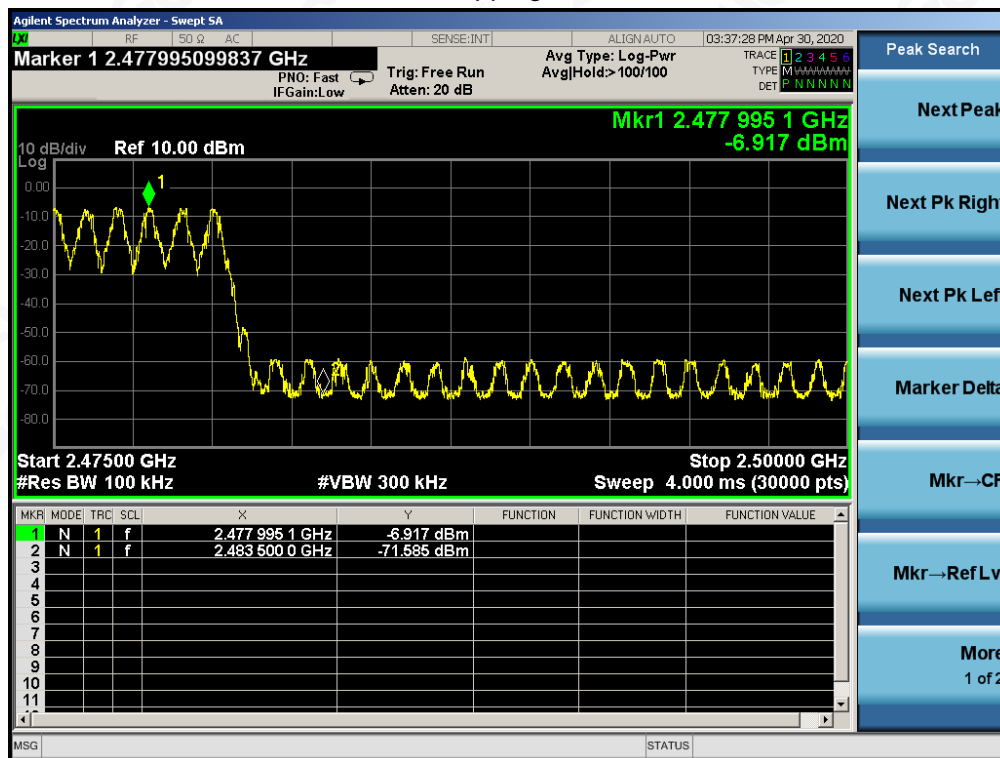 Agilent Spectrum Analyzer - Swept SA
LXI RF 50 Ω AC SENSE:INT ALIGN AUTO 03:37:28 PM Apr 30, 2020
Marker 1 2.477995099837 GHz
PNO: Fast
IFGain:Low
Trig: Free Run
Atten: 20 dB
Avg Type: Log-Pwr
Avg|Hold:> 100/100
TRACE 1 2 3 4 5 6
TYPE M
DET P N N N N N
Mkr1 2.477 995 1 GHz
-6.917 dBm
10 dB/div Ref 10.00 dBm
Log
0.00
-10.0
-20.0
-30.0
-40.0
-50.0
-60.0
-70.0
-80.0
1
2
Start 2.47500 GHz Stop 2.50000 GHz
#Res BW 100 kHz #VBW 300 kHz Sweep 4.000 ms (30000 pts)
MKR MODE TRC SCL X Y FUNCTION FUNCTION WIDTH FUNCTION VALUE
1 N 1 f 2.477 995 1 GHz -6.917 dBm
2 N 1 f 2.483 500 0 GHz -71.585 dBm
3
4
5
6
7
8
9
10
11
MSG STATUS
Peak Search
Next Peak
Next Pk Right
Next Pk Left
Marker Delta
Mkr→CF
Mkr→Ref Lv
More
1 of 2